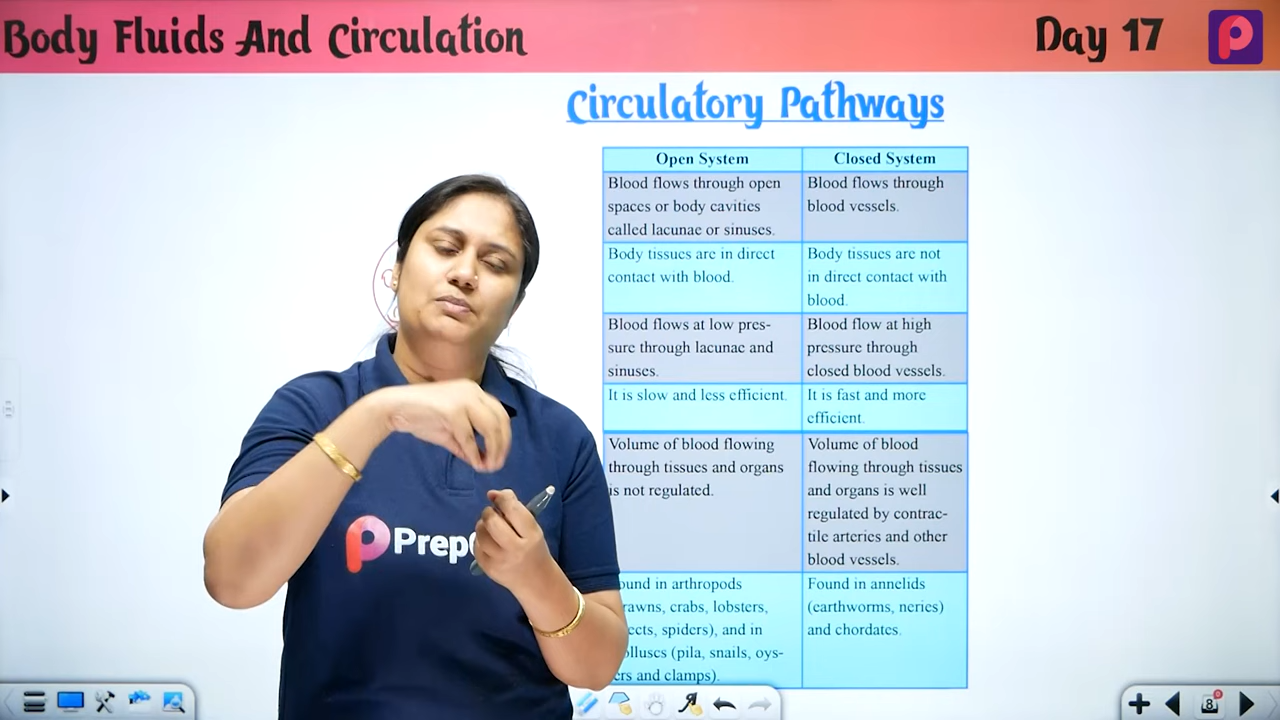 Body Fluids And Circulation
Day 17
Circulatory Pathways
Open System
Closed System
Blood flows through open
spaces or body cavities
called lacunae or sinuses.
Blood flows through
blood vessels.
Body tissues are in direct
contact with blood.
Body tissues are not
in direct contact with
blood.
Blood flows at low pres-
sure through lacunae and
sinuses.
Blood flow at high
pressure through
closed blood vessels.
It is slow and less efficient.
It is fast and more
efficient.
Volume of blood flowing
through tissues and organs
is not regulated.
Volume of blood
flowing through tissues
and organs is well
regulated by contrac-
tile arteries and other
blood vessels.
ound in arthropods
rawns, crabs, lobsters,
ects, spiders), and in
olluscs (pila, snails, oys-
ers and clamps).
Found in annelids
(earthworms, neries)
and chordates.
Prep
8